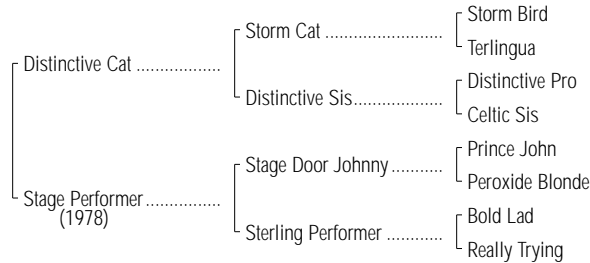 Storm Bird
Storm Cat ........................
Terlingua
Distinctive Cat .................
Distinctive Pro
Distinctive Sis..................
Celtic Sis
Prince John
Stage Door Johnny ...........
Peroxide Blonde
Stage Performer ...............
(1978)
Bold Lad
Sterling Performer ............
Really Trying